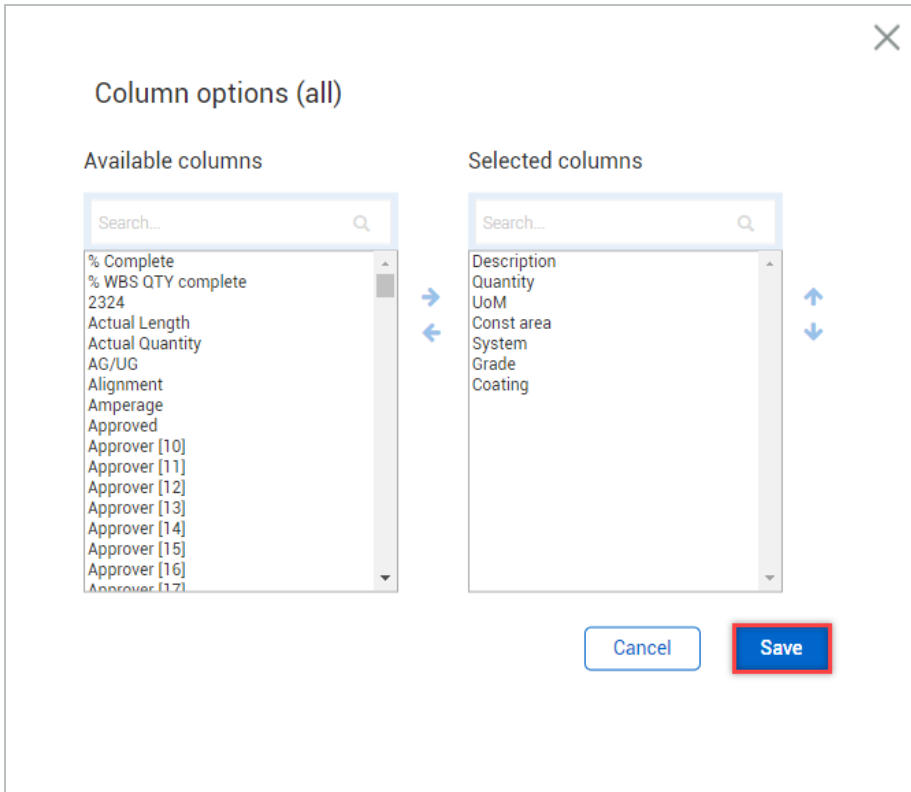 Column options (all)
Available columns
Search...
% Complete
% WBS QTY complete
2324
Actual Length
Actual Quantity
AG/UG
Alignment
Amperage
Approved
Approver [10]
Approver [11]
Approver [12]
Approver [13]
Approver [14]
Approver [15]
Approver [16]
Approver [17]
Selected columns
Search...
Description
Quantity
UoM
Const area
System
Grade
Coating
Cancel
Save